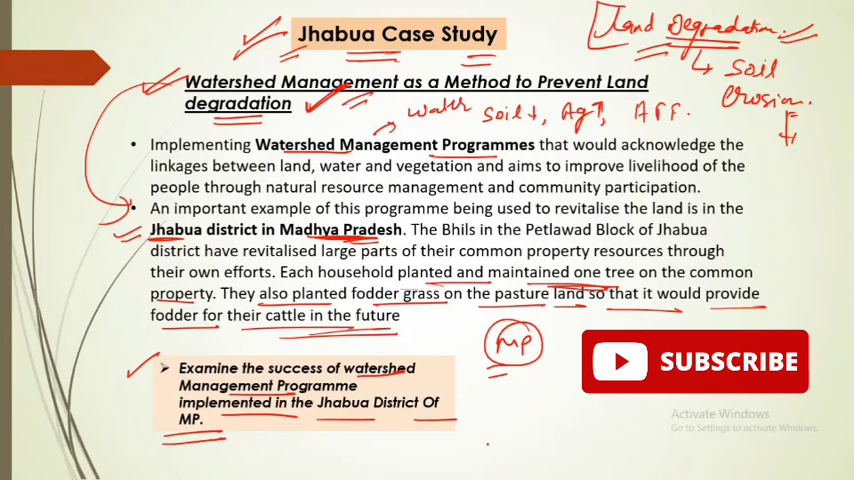 Jhabua Case Study
Land Degradation
Soil
Erosion.
Watershed Management as a Method to Prevent Land
degradation
Water Soil↓, Ag↑, Aff.
• Implementing Watershed Management Programmes that would acknowledge the
linkages between land, water and vegetation and aims to improve livelihood of the
people through natural resource management and community participation.
• An important example of this programme being used to revitalise the land is in the
Jhabua district in Madhya Pradesh. The Bhils in the Petlawad Block of Jhabua
district have revitalised large parts of their common property resources through
their own efforts. Each household planted and maintained one tree on the common
property. They also planted fodder grass on the pasture land so that it would provide
fodder for their cattle in the future
MP
SUBSCRIBE
➢ Examine the success of watershed
Management Programme
implemented in the Jhabua District Of
MP.
Activate Windows
Go to Settings to activate Windows.